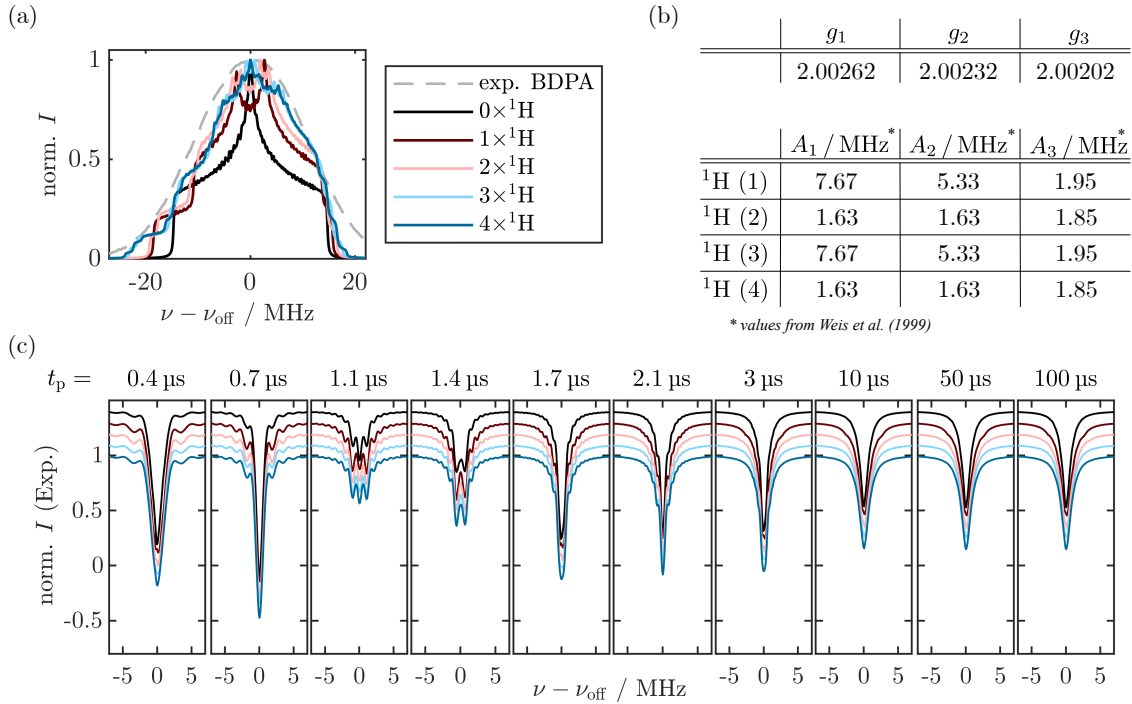 (a)
1
0.5
0
norm. I
-20 0 20
ν − ν_off / MHz
exp. BDPA
0×¹H
1×¹H
2×¹H
3×¹H
4×¹H
(b)
g₁ g₂ g₃
2.00262 2.00232 2.00202
A₁ / MHz* A₂ / MHz* A₃ / MHz*
¹H (1) 7.67 5.33 1.95
¹H (2) 1.63 1.63 1.85
¹H (3) 7.67 5.33 1.95
¹H (4) 1.63 1.63 1.85
* values from Weis et al. (1999)
(c)
t_p = 0.4 µs 0.7 µs 1.1 µs 1.4 µs 1.7 µs 2.1 µs 3 µs 10 µs 50 µs 100 µs
1
0.5
0
-0.5
norm. I (Exp.)
-5 0 5 -5 0 5 -5 0 5 -5 0 5 -5 0 5 -5 0 5 -5 0 5 -5 0 5 -5 0 5 -5 0 5
ν − ν_off / MHz